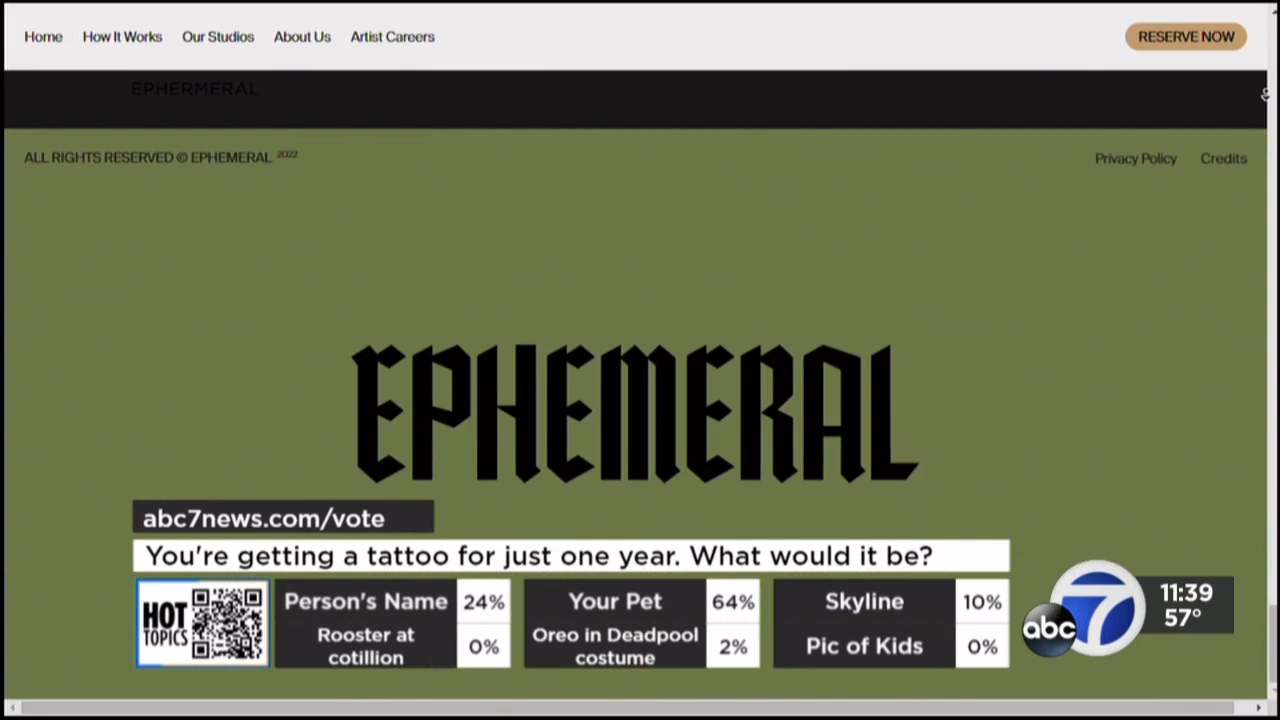 Home How It Works Our Studios About Us Artist Careers RESERVE NOW
EPHERMERAL
ALL RIGHTS RESERVED © EPHEMERAL 2022 Privacy Policy Credits
EPHEMERAL
abc7news.com/vote
You're getting a tattoo for just one year. What would it be?
HOT
TOPICS
Person's Name 24%
Rooster at
cotillion 0%
Your Pet 64%
Oreo in Deadpool
costume 2%
Skyline 10%
Pic of Kids 0%
abc 7
11:39
57°